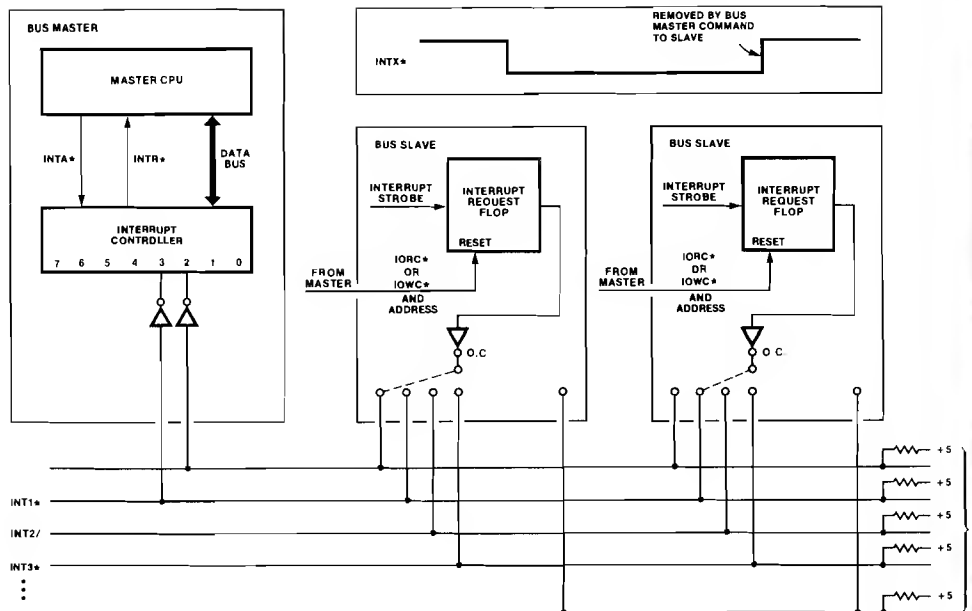 BUS MASTER
MASTER CPU
INTA*
INTR*
DATA
BUS
INTERRUPT
CONTROLLER
7 6 5 4 3 2 1 0
INTX*
REMOVED BY BUS
MASTER COMMAND
TO SLAVE
BUS SLAVE
INTERRUPT
STROBE
INTERRUPT
REQUEST
FLOP
RESET
FROM
MASTER
IORC*
OR
IOWC*
AND
ADDRESS
O.C
BUS SLAVE
INTERRUPT
STROBE
INTERRUPT
REQUEST
FLOP
RESET
FROM
MASTER
IORC*
DR
IOWC*
AND
ADDRESS
O C.
+5
INT1*
+5
INT2/
+5
INT3*
+5
+5